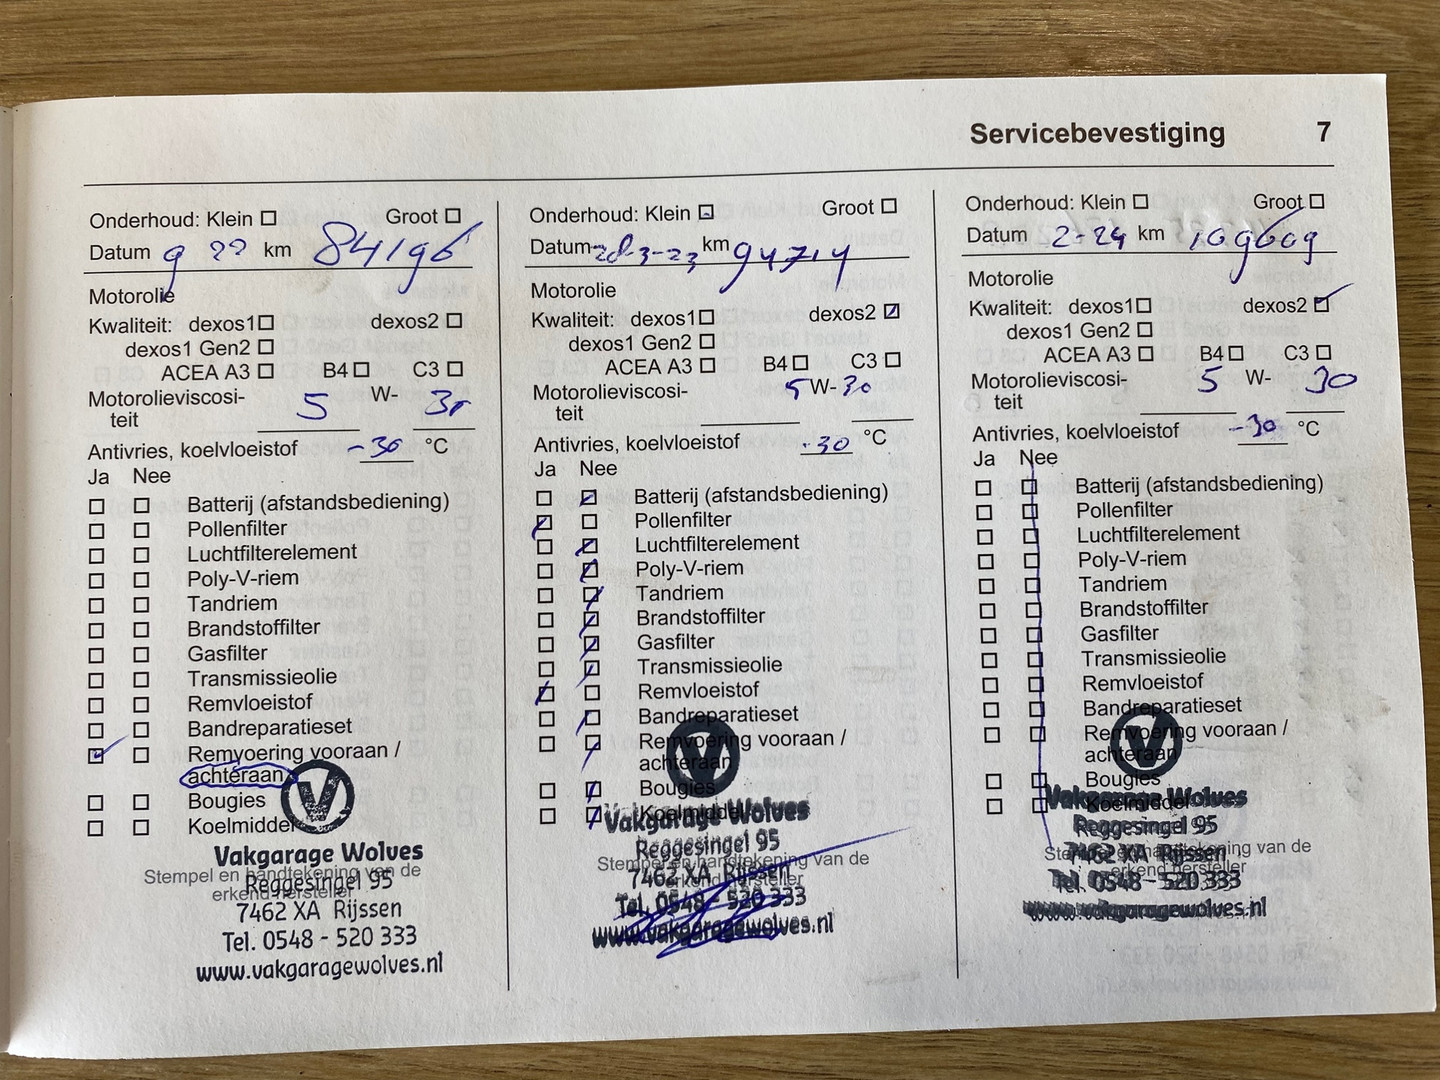 Servicebevestiging 7
Onderhoud: Klein Groot
Datum 9 22 km 84196
Motorolie
Kwaliteit: dexos1 dexos2
dexos1 Gen2
ACEA A3 B4 C3
Motorolieviscosi-
teit 5 W- 30
Antivries, koelvloeistof -30 °C
Ja Nee
Batterij (afstandsbediening)
Pollenfilter
Luchtfilterelement
Poly-V-riem
Tandriem
Brandstoffilter
Gasfilter
Transmissieolie
Remvloeistof
Bandreparatieset
Remvoering vooraan /
achteraan
Bougies
Koelmiddel
Vakgarage Wolves
Stempel en handtekening van de
erkend hersteller
Reggesingel 95
7462 XA Rijssen
Tel. 0548 - 520 333
www.vakgaragewolves.nl
Onderhoud: Klein Groot
Datum 28-3-23 km 94714
Motorolie
Kwaliteit: dexos1 dexos2
dexos1 Gen2
ACEA A3 B4 C3
Motorolieviscosi-
teit 5 W- 30
Antivries, koelvloeistof -30 °C
Ja Nee
Batterij (afstandsbediening)
Pollenfilter
Luchtfilterelement
Poly-V-riem
Tandriem
Brandstoffilter
Gasfilter
Transmissieolie
Remvloeistof
Bandreparatieset
Remvoering vooraan /
achteraan
Bougies
Koelmiddel
Vakgarage Wolves
Reggesingel 95
Stempel en handtekening van de
7462 XA Rijssen
erkend hersteller
Tel. 0548 - 520 333
www.vakgaragewolves.nl
Onderhoud: Klein Groot
Datum 2-24 km 109609
Motorolie
Kwaliteit: dexos1 dexos2
dexos1 Gen2
ACEA A3 B4 C3
Motorolieviscosi-
teit 5 W- 30
Antivries, koelvloeistof -30 °C
Ja Nee
Batterij (afstandsbediening)
Pollenfilter
Luchtfilterelement
Poly-V-riem
Tandriem
Brandstoffilter
Gasfilter
Transmissieolie
Remvloeistof
Bandreparatieset
Remvoering vooraan /
achteraan
Bougies
Koelmiddel
Vakgarage Wolves
Reggesingel 95
Stempel en handtekening van de
7462 XA Rijssen
erkend hersteller
Tel. 0548 - 520 333
www.vakgaragewolves.nl